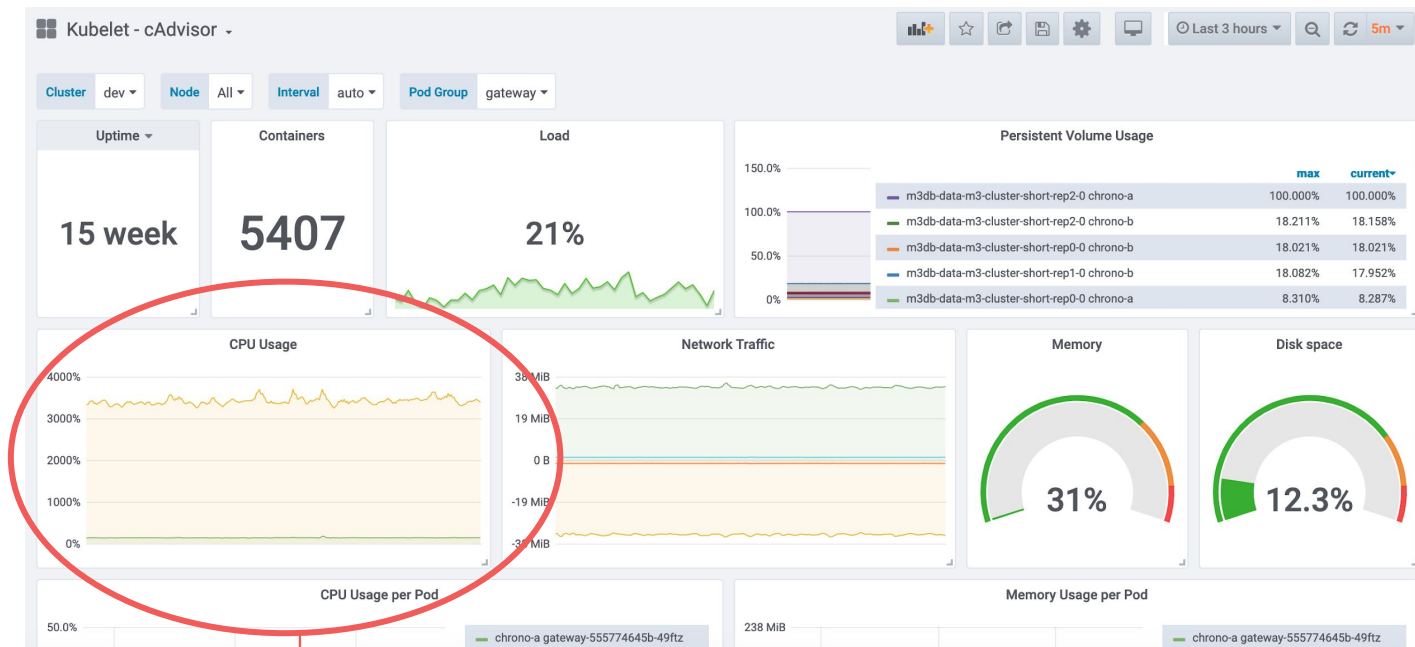 Kubelet - cAdvisor
Last 3 hours
5m
Cluster dev Node All Interval auto Pod Group gateway
Uptime
15 week
Containers
5407
Load
21%
Persistent Volume Usage
150.0%
100.0%
50.0%
0%
max current
m3db-data-m3-cluster-short-rep2-0 chrono-a 100.000% 100.000%
m3db-data-m3-cluster-short-rep2-0 chrono-b 18.211% 18.158%
m3db-data-m3-cluster-short-rep0-0 chrono-b 18.021% 18.021%
m3db-data-m3-cluster-short-rep1-0 chrono-b 18.082% 17.952%
m3db-data-m3-cluster-short-rep0-0 chrono-a 8.310% 8.287%
CPU Usage
4000%
3000%
2000%
1000%
0%
Network Traffic
38 MiB
19 MiB
0 B
-19 MiB
-38 MiB
Memory
31%
Disk space
12.3%
CPU Usage per Pod
50.0%
chrono-a gateway-555774645b-49ftz
Memory Usage per Pod
238 MiB
chrono-a gateway-555774645b-49ftz